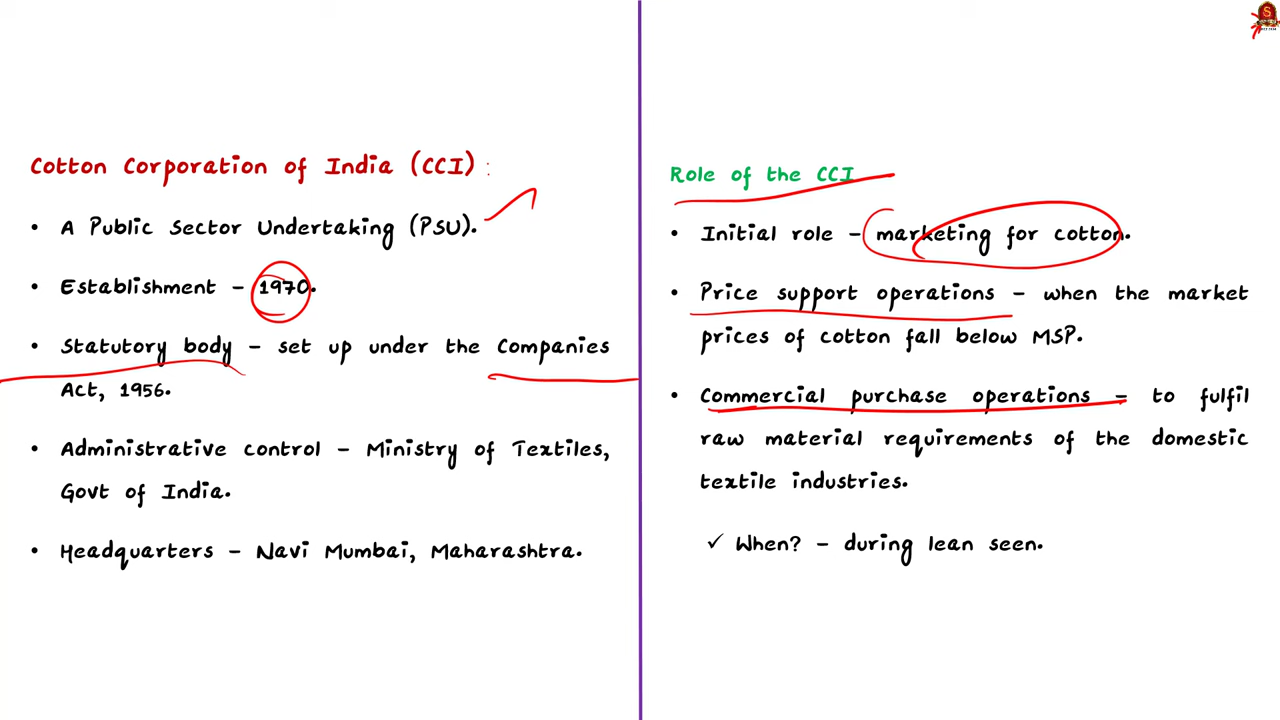 Cotton Corporation of India (CCI) :
• A Public Sector Undertaking (PSU).
• Establishment - 1970.
• Statutory body - set up under the Companies
Act, 1956.
• Administrative control - Ministry of Textiles,
Govt of India.
• Headquarters - Navi Mumbai, Maharashtra.
Role of the CCI
• Initial role - marketing for cotton.
• Price support operations - when the market
prices of cotton fall below MSP.
• Commercial purchase operations - to fulfil
raw material requirements of the domestic
textile industries.
✓ When? - during lean seen.
S